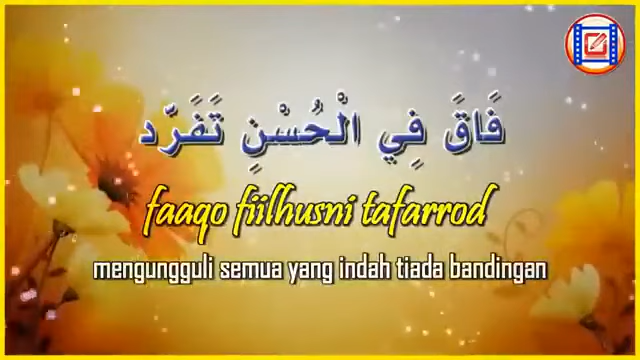 فَاقَ فِي الْحُسْنِ تَفَرَّد
faaqo fiilhusni tafarrod
mengungguli semua yang indah tiada bandingan